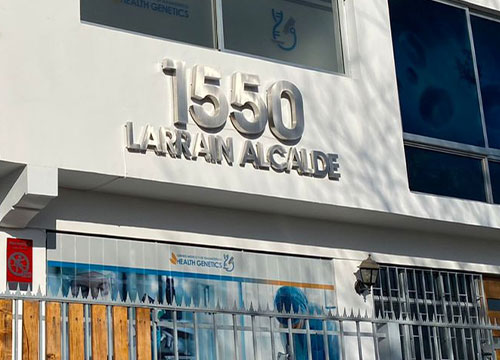 HEALTH GENETICS
1550
LARRAIN ALCALDE
HEALTH GENETICS